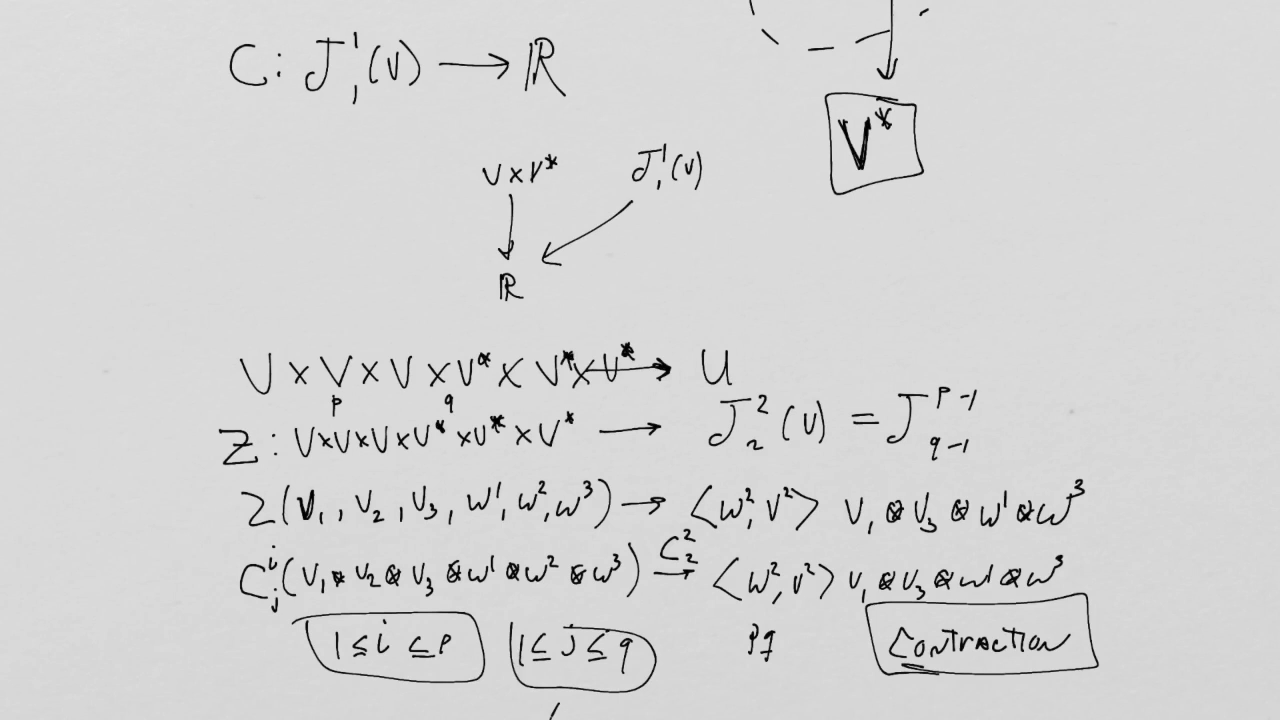 C: J¹₁(V) → ℝ
V*
V × V* J¹₁(V)
ℝ
V × V × V × V* × V* × V* → U
p q
Z: V×V×V×V*×V*×V* → J²₂(V) = J^{p-1}_{q-1}
Z(V₁, V₂, V₃, w¹, w², w³) → ⟨w², v²⟩ V₁ ⊗ V₃ ⊗ w¹ ⊗ w³
Cⁱⱼ(V₁ ⊗ V₂ ⊗ V₃ ⊗ w¹ ⊗ w² ⊗ w³) C²₂ → ⟨w², v²⟩ V₁ ⊗ V₃ ⊗ w¹ ⊗ w³
1 ≤ i ≤ p 1 ≤ j ≤ q pq CONTRACTION